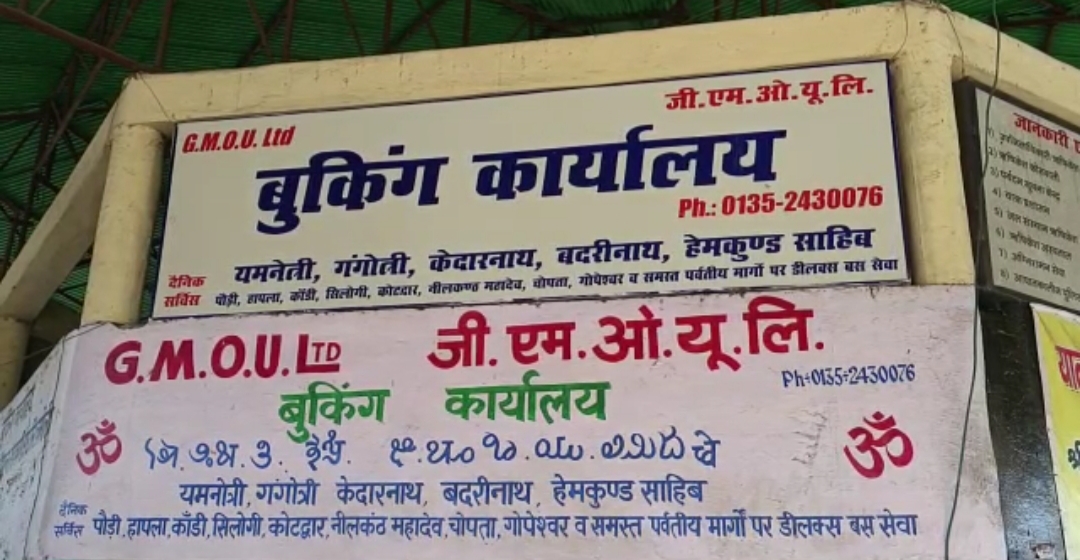 G.M.O.U. Ltd
जी.एम.ओ.यू.लि.
बुकिंग कार्यालय
Ph.: 0135-2430076
दैनिक सर्विस
यमनेत्री, गंगोत्री, केदारनाथ, बदरीनाथ, हेमकुण्ड साहिब
पौड़ी, हापला, काँडी, सिलोगी, कोटद्वार, नीलकण्ठ महादेव, चोपता, गोपेश्वर व समस्त पर्वतीय मार्गो पर डीलक्स बस सेवा
G.M.O.U.LTD जी.एम.ओ.यू.लि.
Ph÷0135÷2430076
बुकिंग कार्यालय
ॐ ॐ
यमनोत्री, गंगोत्री केदारनाथ, बदरीनाथ, हेमकुण्ड साहिब
दैनिक सर्विस
पौड़ी,हापला,काँडी,सिलोगी,कोटद्वार,नीलकंठ महादेव,चोपता,गोपेश्वर व समस्त पर्वतीय मार्गों पर डीलक्स बस सेवा
जानकारी